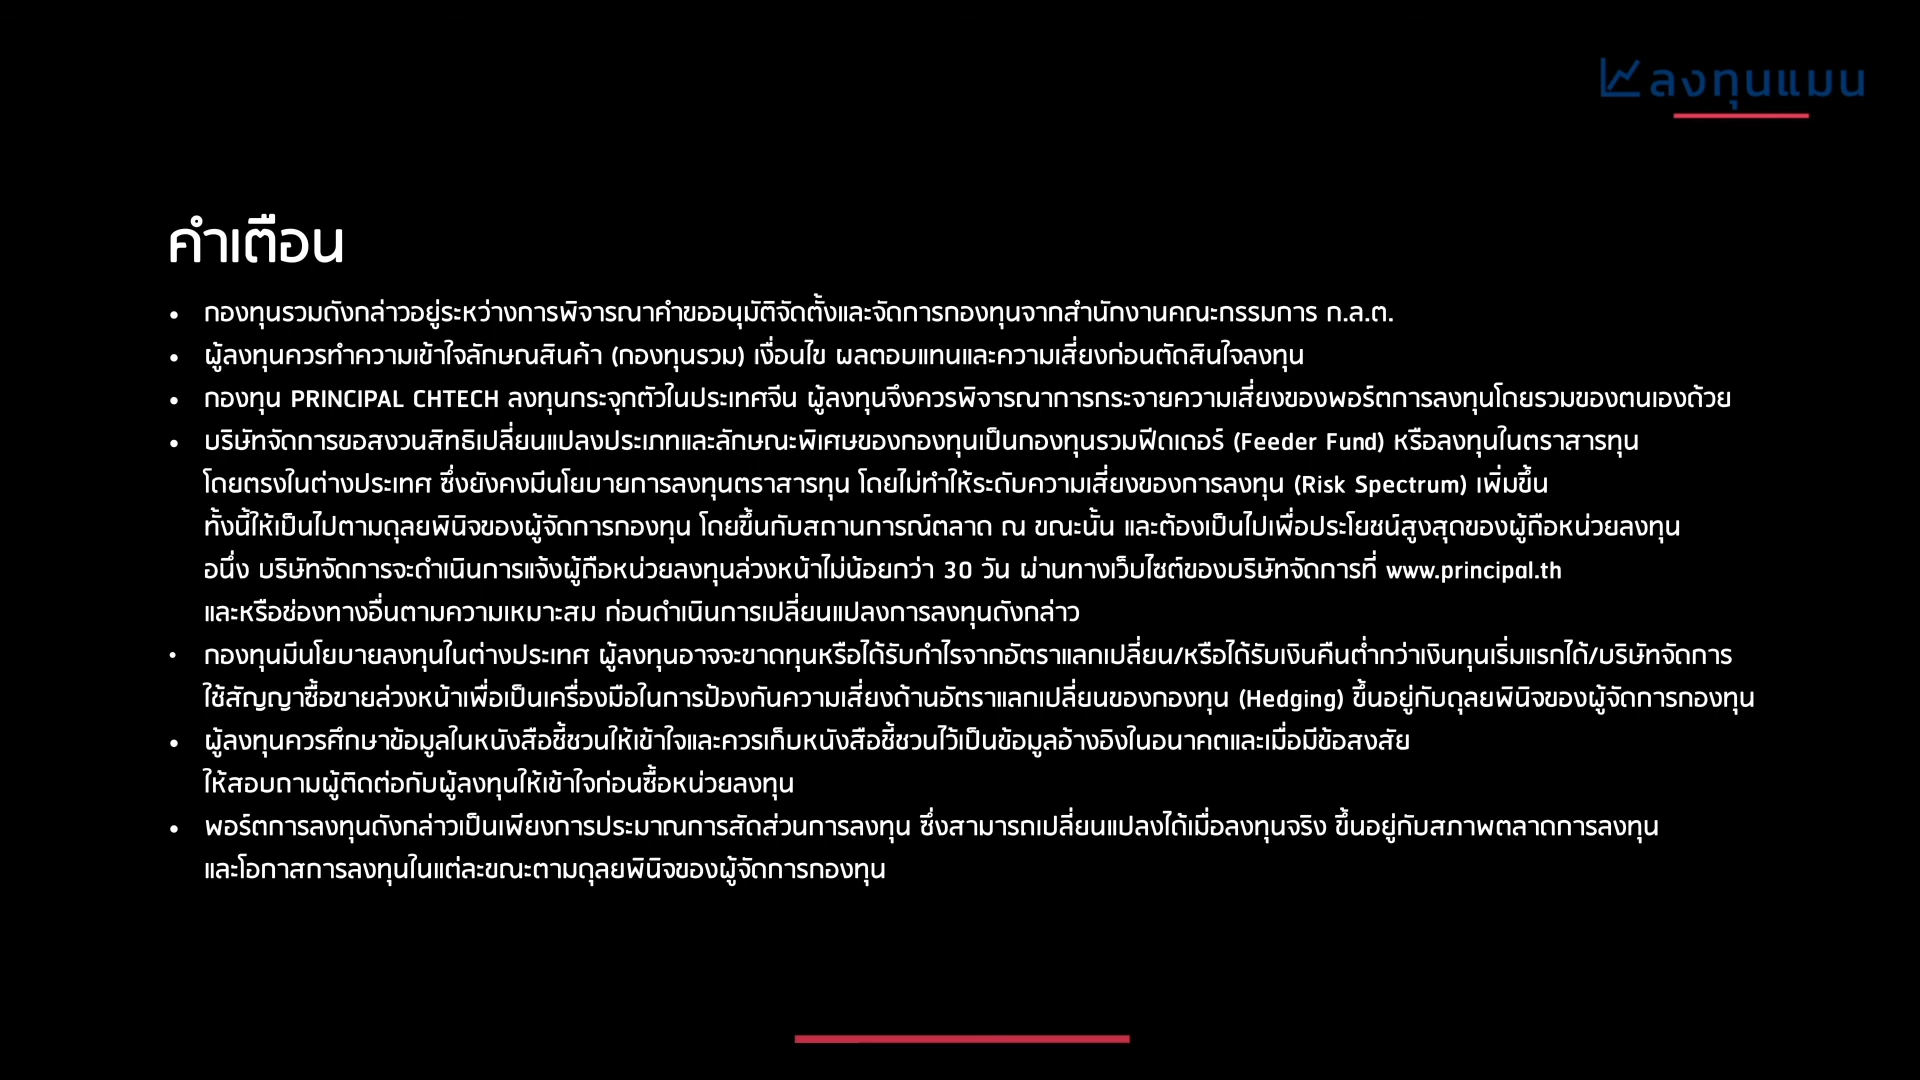 ลงทุนแมน
คำเตือน
• กองทุนรวมดังกล่าวอยู่ระหว่างการพิจารณาคำขออนุมัติจัดตั้งและจัดการกองทุนจากสำนักงานคณะกรรมการ ก.ล.ต.
• ผู้ลงทุนควรทำความเข้าใจลักษณสินค้า (กองทุนรวม) เงื่อนไข ผลตอบแทนและความเสี่ยงก่อนตัดสินใจลงทุน
• กองทุน PRINCIPAL CHTECH ลงทุนกระจุกตัวในประเทศจีน ผู้ลงทุนจึงควรพิจารณาการกระจายความเสี่ยงของพอร์ตการลงทุนโดยรวมของตนเองด้วย
• บริษัทจัดการขอสงวนสิทธิเปลี่ยนแปลงประเภทและลักษณะพิเศษของกองทุนเป็นกองทุนรวมฟีดเดอร์ (Feeder Fund) หรือลงทุนในตราสารทุน
โดยตรงในต่างประเทศ ซึ่งยังคงมีนโยบายการลงทุนตราสารทุน โดยไม่ทำให้ระดับความเสี่ยงของการลงทุน (Risk Spectrum) เพิ่มขึ้น
ทั้งนี้ให้เป็นไปตามดุลยพินิจของผู้จัดการกองทุน โดยขึ้นกับสถานการณ์ตลาด ณ ขณะนั้น และต้องเป็นไปเพื่อประโยชน์สูงสุดของผู้ถือหน่วยลงทุน
อนึ่ง บริษัทจัดการจะดำเนินการแจ้งผู้ถือหน่วยลงทุนล่วงหน้าไม่น้อยกว่า 30 วัน ผ่านทางเว็บไซต์ของบริษัทจัดการที่ www.principal.th
และหรือช่องทางอื่นตามความเหมาะสม ก่อนดำเนินการเปลี่ยนแปลงการลงทุนดังกล่าว
• กองทุนมีนโยบายลงทุนในต่างประเทศ ผู้ลงทุนอาจจะขาดทุนหรือได้รับกำไรจากอัตราแลกเปลี่ยน/หรือได้รับเงินคืนต่ำกว่าเงินทุนเริ่มแรกได้/บริษัทจัดการ
ใช้สัญญาซื้อขายล่วงหน้าเพื่อเป็นเครื่องมือในการป้องกันความเสี่ยงด้านอัตราแลกเปลี่ยนของกองทุน (Hedging) ขึ้นอยู่กับดุลยพินิจของผู้จัดการกองทุน
• ผู้ลงทุนควรศึกษาข้อมูลในหนังสือชี้ชวนให้เข้าใจและควรเก็บหนังสือชี้ชวนไว้เป็นข้อมูลอ้างอิงในอนาคตและเมื่อมีข้อสงสัย
ให้สอบถามผู้ติดต่อกับผู้ลงทุนให้เข้าใจก่อนซื้อหน่วยลงทุน
• พอร์ตการลงทุนดังกล่าวเป็นเพียงการประมาณการสัดส่วนการลงทุน ซึ่งสามารถเปลี่ยนแปลงได้เมื่อลงทุนจริง ขึ้นอยู่กับสภาพตลาดการลงทุน
และโอกาสการลงทุนในแต่ละขณะตามดุลยพินิจของผู้จัดการกองทุน